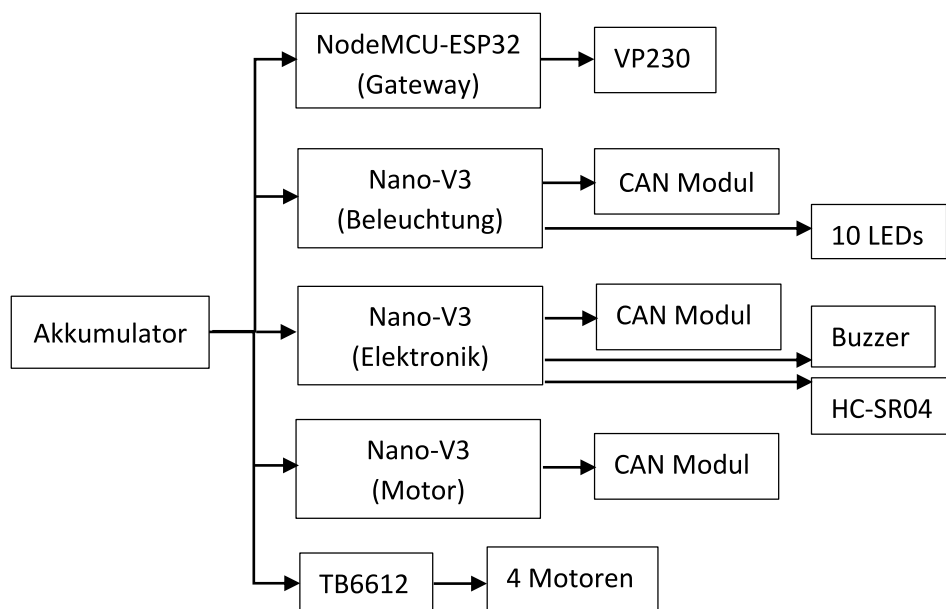 NodeMCU-ESP32
(Gateway)
VP230
Nano-V3
(Beleuchtung)
CAN Modul
10 LEDs
Akkumulator
Nano-V3
(Elektronik)
CAN Modul
Buzzer
HC-SR04
Nano-V3
(Motor)
CAN Modul
TB6612
4 Motoren